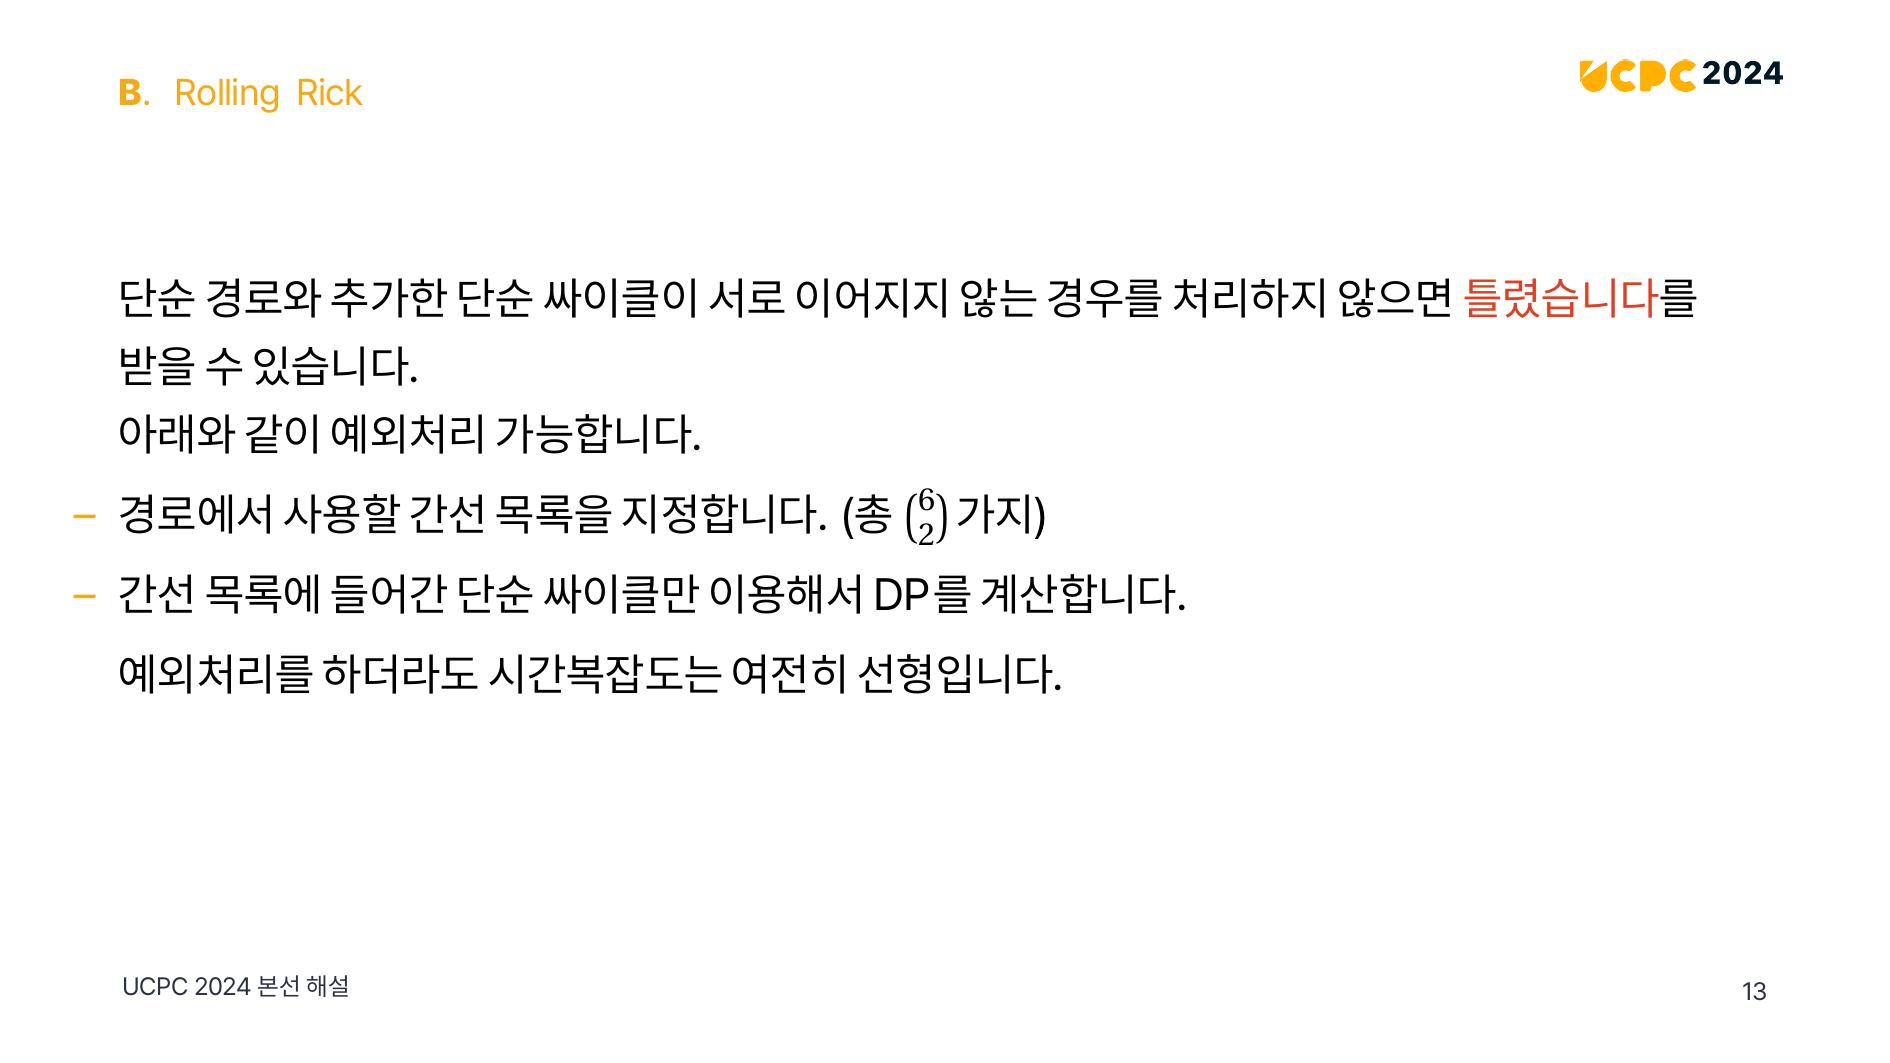 B. Rolling Rick
UCPC 2024
단순 경로와 추가한 단순 싸이클이 서로 이어지지 않는 경우를 처리하지 않으면 틀렸습니다를
받을 수 있습니다.
아래와 같이 예외처리 가능합니다.
– 경로에서 사용할 간선 목록을 지정합니다. (총 $\binom{6}{2}$ 가지)
– 간선 목록에 들어간 단순 싸이클만 이용해서 DP를 계산합니다.
예외처리를 하더라도 시간복잡도는 여전히 선형입니다.
UCPC 2024 본선 해설
13